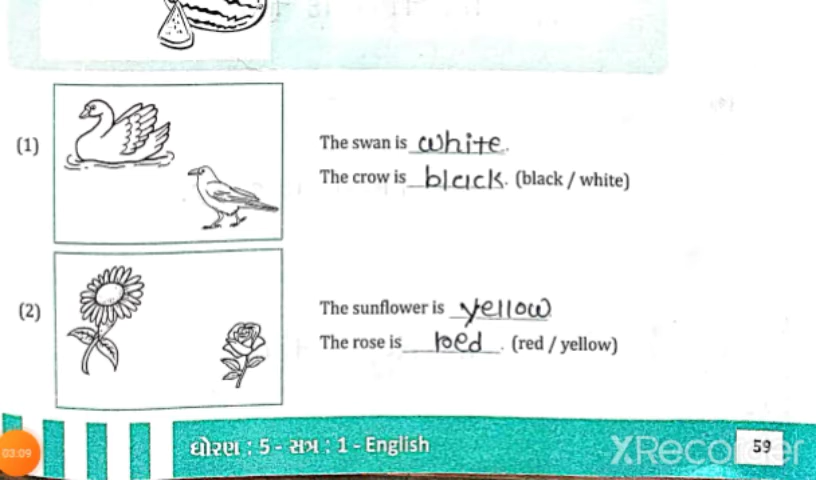 (1)
The swan is white.
The crow is black. (black / white)
(2)
The sunflower is yellow
The rose is red. (red / yellow)
ધોરણ : 5 - સત્ર : 1 - English
XRecorder
59
03:09